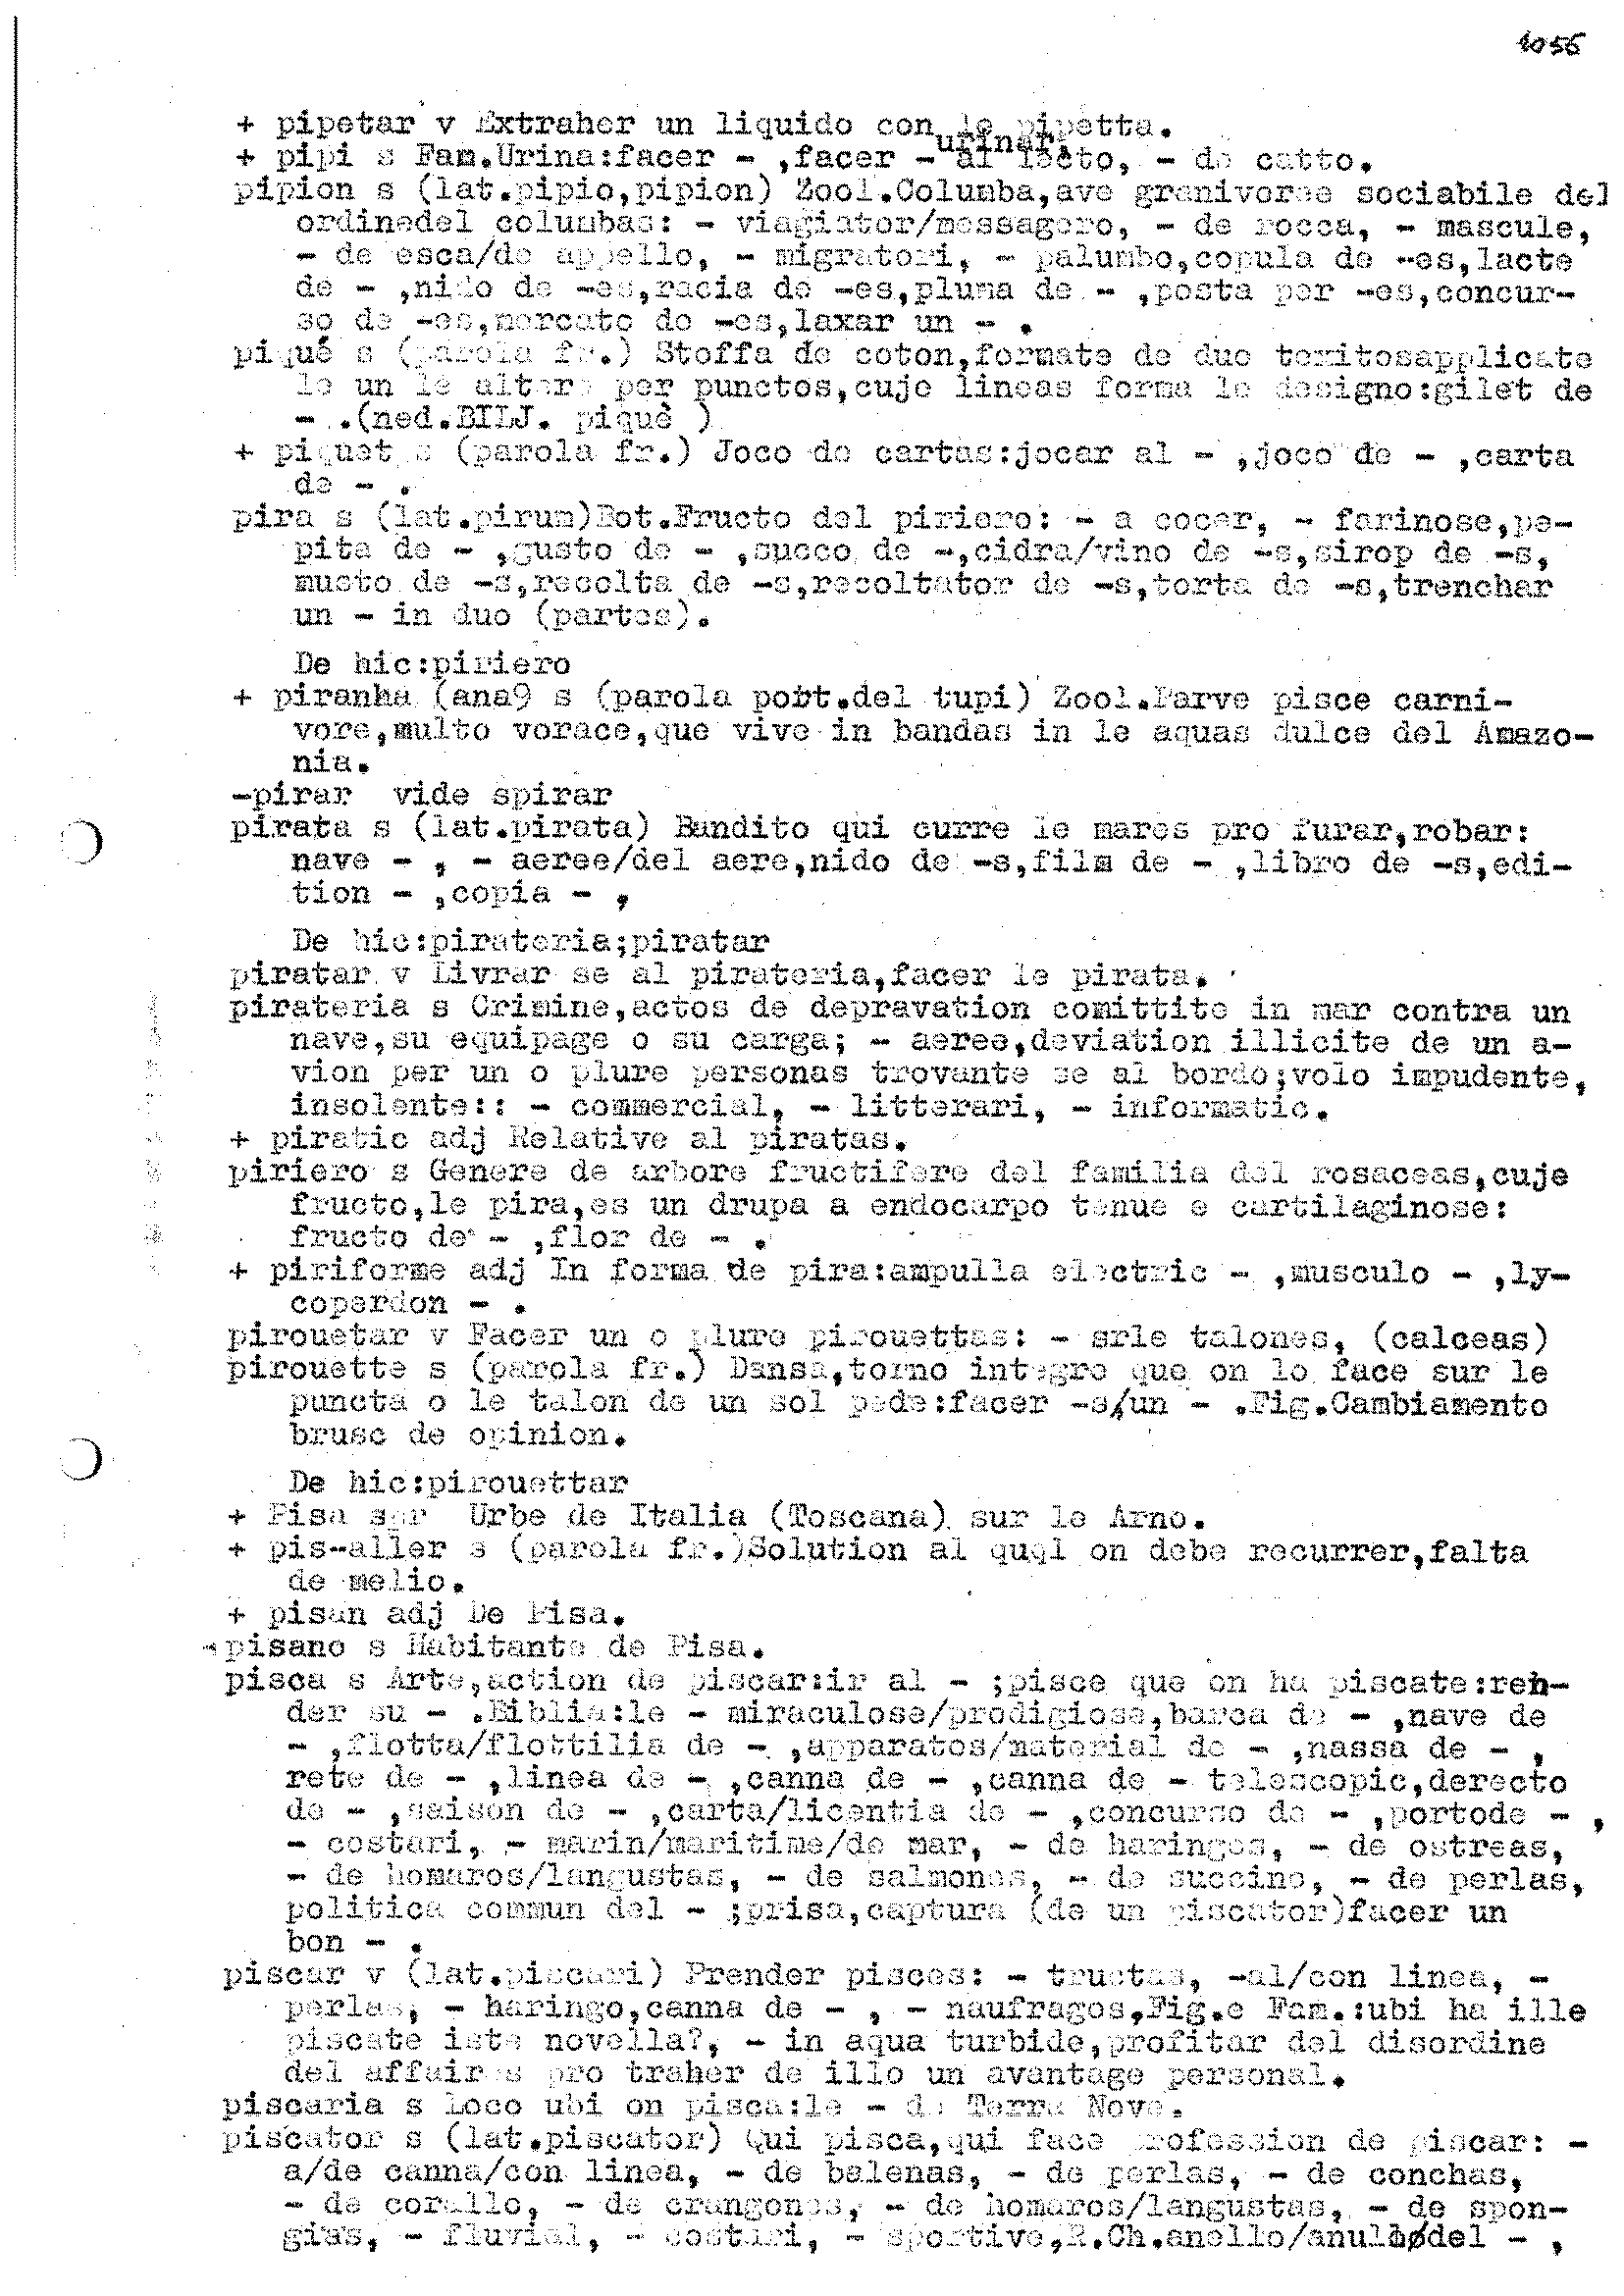 1056
+ pipetar v Extraher un liquido con le pipetta.
urinar,
+ pipi s Fam.Urina:facer - ,facer - al lecto, - de catto.
pipion s (lat.pipio,pipion) Zool.Columba,ave granivoree sociabile del
ordinedel columbas: - viagiator/messagero, - de rocca, - mascule,
- de esca/de appello, - migratori, - palumbo,copula de -es,lacte
de - ,nido de -es,racia de -es,pluma de - ,posta per -es,concur-
so de -es,mercato de -es,laxar un - .
piqué s (parola fr.) Stoffa de coton,formate de duo texitosapplicate
le un le altere per punctos,cuje lineas forma le designo:gilet de
- .(ned.BILJ. piquè )
+ piquet s (parola fr.) Joco de cartas:jocar al - ,joco de - ,carta
de - .
pira s (lat.pirum)Bot.Fructo del piriero: - a cocer, - farinose,pe-
pita de - ,gusto de - ,succo de -,cidra/vino de -s,sirop de -s,
musto de -s,recolta de -s,recoltator de -s,torta de -s,trenchar
un - in duo (partes).
De hic:piriero
+ piranha (ana9 s (parola port.del tupi) Zool.Parve pisce carni-
vore,multo vorace,que vive in bandas in le aquas dulce del Amazo-
nia.
-pirar vide spirar
pirata s (lat.pirata) Bandito qui curre le mares pro furar,robar:
nave - , - aeree/del aere,nido de -s,film de - ,libro de -s,edi-
tion - ,copia - ,
De hic:pirateria;piratar
piratar v Livrar se al pirateria,facer le pirata.
pirateria s Crimine,actos de depravation comittite in mar contra un
nave,su equipage o su carga; - aeree,deviation illicite de un a-
vion per un o plure personas trovante se al bordo;volo impudente,
insolente:: - commercial, - litterari, - informatic.
+ piratic adj Relative al piratas.
piriero s Genere de arbore fructifere del familia del rosaceas,cuje
fructo,le pira,es un drupa a endocarpo tenue e cartilaginose:
fructo de - ,flor de - .
+ piriforme adj In forma de pira:ampulla electric - ,musculo - ,ly-
coperdon - .
pirouetar v Facer un o plure pirouettas: - srle talones, (calceas)
pirouette s (parola fr.) Dansa,torno integre que on lo face sur le
puncta o le talon de un sol pede:facer -s/un - .Fig.Cambiamento
brusc de opinion.
De hic:pirouettar
+ Pisa spr Urbe de Italia (Toscana) sur le Arno.
+ pis-aller s (parola fr.)Solution al quql on debe recurrer,falta
de melio.
+ pisan adj De Pisa.
pisano s Habitante de Pisa.
pisca s Arte,action de piscar:ir al - ;pisce que on ha piscate:ren-
der su - .Biblia:le - miraculose/prodigiose,barca de - ,nave de
- ,flotta/flottilia de - ,apparatos/material de - ,nassa de - ,
rete de - ,linea de - ,canna de - ,canna de - telescopic,derecto
de - ,saison de - ,carta/licentia de - ,concurso de - ,portode - ,
- costari, - marin/maritime/de mar, - de haringos, - de ostreas,
- de homaros/langustas, - de salmones, - de succino, - de perlas,
politica commun del - ;prisa,captura (de un piscator)facer un
bon - .
piscar v (lat.piscari) Prender pisces: - tructas, -al/con linea, -
perlas, - haringo,canna de - , - naufragos,Fig.e Fam.:ubi ha ille
piscate iste novella?, - in aqua turbide,profitar del disordine
del affaires pro traher de illo un avantage personal.
piscaria s Loco ubi on pisca:le - de Terra Nove.
piscator s (lat.piscator) Qui pisca,qui face profession de piscar: -
a/de canna/con linea, - de balenas, - de perlas, - de conchas,
- de corallo, - de crangones, - de homaros/langustas, - de spon-
gias, - fluvial, - costari, - sportive,R.Ch.anello/anulo del - ,